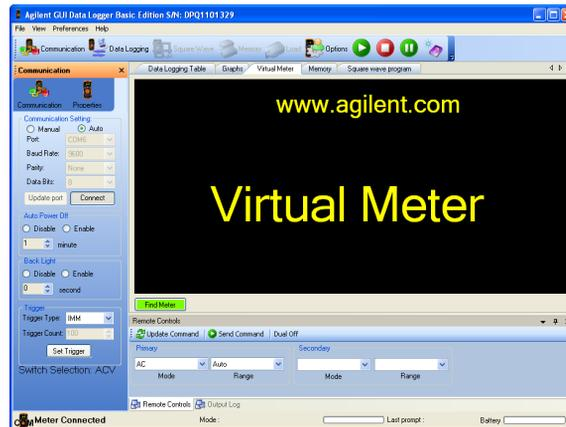 Agilent GUI Data Logger Basic Edition S/N: DPQ1101329
File View Preferences Help
Communication Data Logging Square Wave Memory Load Options
Communication
Data Logging Table Graphs Virtual Meter Memory Square wave program
Communication Properties
Communication Setting:
Manual Auto
Port: COM6
Baud Rate: 9600
Parity: None
Data Bits: 8
Update port Connect
Auto Power Off
Disable Enable
1 minute
Back Light
Disable Enable
0 second
Trigger
Trigger Type: IMM
Trigger Count: 100
Set Trigger
Switch Selection: ACV
www.agilent.com
Virtual Meter
Find Meter
Remote Controls
Update Command Send Command Dual Off
Primary Secondary
AC Auto
Mode Range Mode Range
Remote Controls Output Log
Meter Connected Mode : Last prompt : Battery